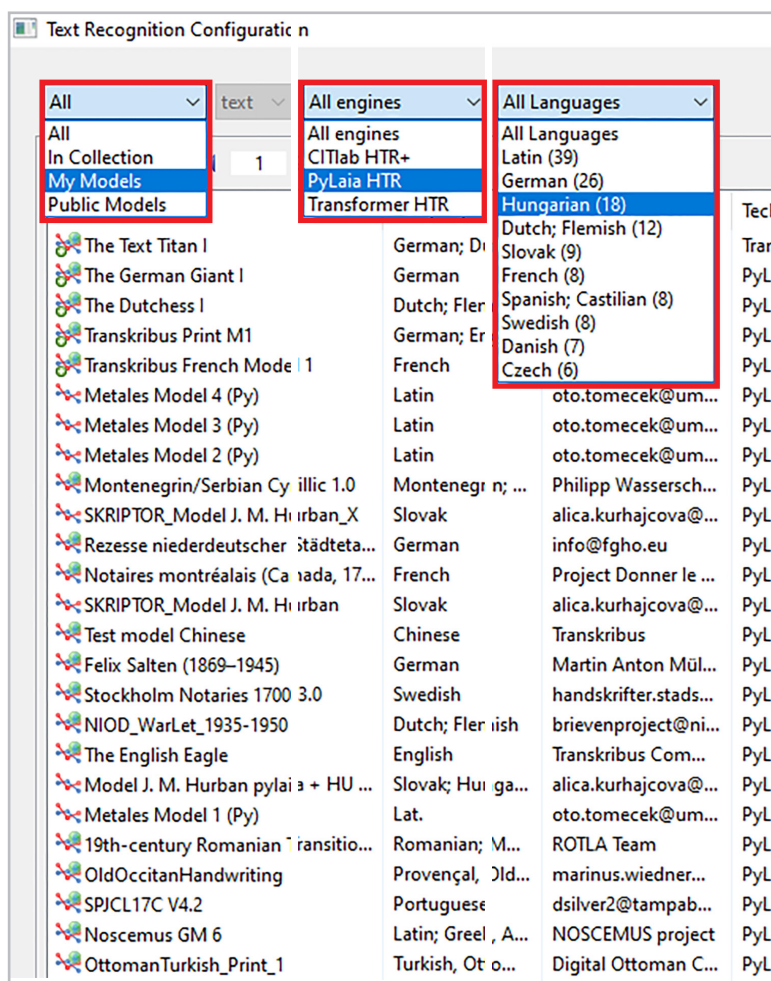 Text Recognition Configuration
All text All engines All Languages
All
In Collection
My Models
Public Models
1
All engines
CITlab HTR+
PyLaia HTR
Transformer HTR
All Languages
Latin (39)
German (26)
Hungarian (18)
Dutch; Flemish (12)
Slovak (9)
French (8)
Spanish; Castilian (8)
Swedish (8)
Danish (7)
Czech (6)
Tecl
The Text Titan I German; Du Tran
The German Giant I German PyL
The Dutchess I Dutch; Flem PyL
Transkribus Print M1 German; En PyL
Transkribus French Model 1 French PyL
Metales Model 4 (Py) Latin oto.tomecek@um... PyL
Metales Model 3 (Py) Latin oto.tomecek@um... PyL
Metales Model 2 (Py) Latin oto.tomecek@um... PyL
Montenegrin/Serbian Cyrillic 1.0 Montenegrin; ... Philipp Wassersch... PyL
SKRIPTOR_Model J. M. Hurban_X Slovak alica.kurhajcova@... PyL
Rezesse niederdeutscher Städteta... German info@fgho.eu PyL
Notaires montréalais (Canada, 17... French Project Donner le ... PyL
SKRIPTOR_Model J. M. Hurban Slovak alica.kurhajcova@... PyL
Test model Chinese Chinese Transkribus PyL
Felix Salten (1869–1945) German Martin Anton Mül... PyL
Stockholm Notaries 1700 3.0 Swedish handskrifter.stads... PyL
NIOD_WarLet_1935-1950 Dutch; Flemish brievenproject@ni... PyL
The English Eagle English Transkribus Com... PyL
Model J. M. Hurban pylaia + HU ... Slovak; Hunga... alica.kurhajcova@... PyL
Metales Model 1 (Py) Lat. oto.tomecek@um... PyL
19th-century Romanian Transitio... Romanian; M... ROTLA Team PyL
OldOccitanHandwriting Provençal, Old... marinus.wiedner... PyL
SPJCL17C V4.2 Portuguese dsilver2@tampab... PyL
Noscemus GM 6 Latin; Greek, A... NOSCEMUS project PyL
OttomanTurkish_Print_1 Turkish, Otto... Digital Ottoman C... PyL